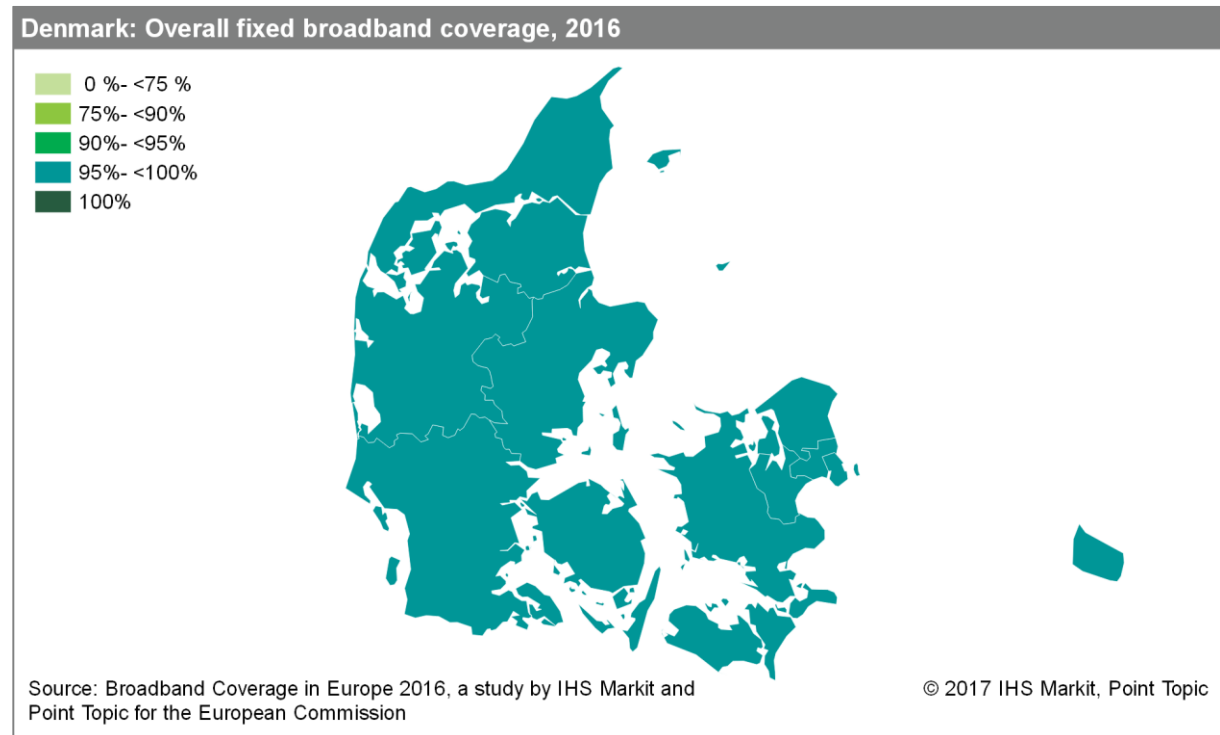 Denmark: Overall fixed broadband coverage, 2016
0 %- <75 %
75%- <90%
90%- <95%
95%- <100%
100%
Source: Broadband Coverage in Europe 2016, a study by IHS Markit and
Point Topic for the European Commission
© 2017 IHS Markit, Point Topic